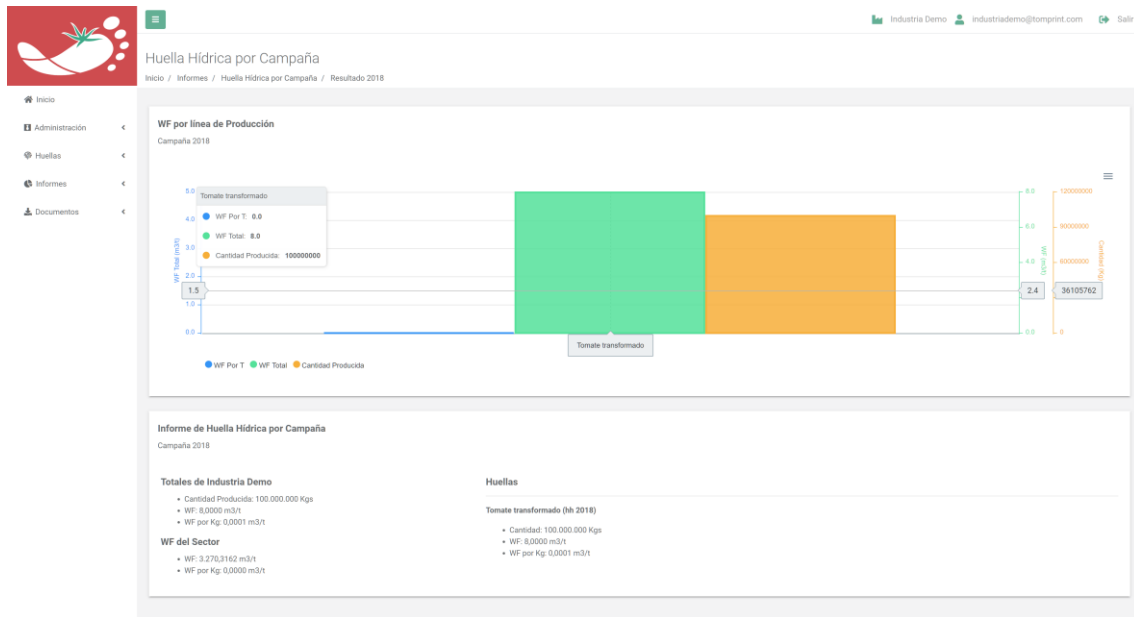 Industria Demo industriademo@tomprint.com Salir
Huella Hídrica por Campaña
Inicio / Informes / Huella Hídrica por Campaña / Resultado 2018
Inicio
Administración
Huellas
Informes
Documentos
WF por línea de Producción
Campaña 2018
5.0
4.0
3.0
2.0
1.0
0.0
WF Total (m3/t)
1.5
Tomate transformado
WF Por T: 0.0
WF Total: 8.0
Cantidad Producida: 100000000
8.0
6.0
4.0
0.0
WF (m3/t)
2.4
120000000
90000000
60000000
0
Cantidad (Kg)
36105762
Tomate transformado
WF Por T WF Total Cantidad Producida
Informe de Huella Hídrica por Campaña
Campaña 2018
Totales de Industria Demo
• Cantidad Producida: 100.000.000 Kgs
• WF: 8,0000 m3/t
• WF por Kg: 0,0001 m3/t
WF del Sector
• WF: 3.270,3162 m3/t
• WF por Kg: 0,0000 m3/t
Huellas
Tomate transformado (hh 2018)
• Cantidad: 100.000.000 Kgs
• WF: 8,0000 m3/t
• WF por Kg: 0,0001 m3/t